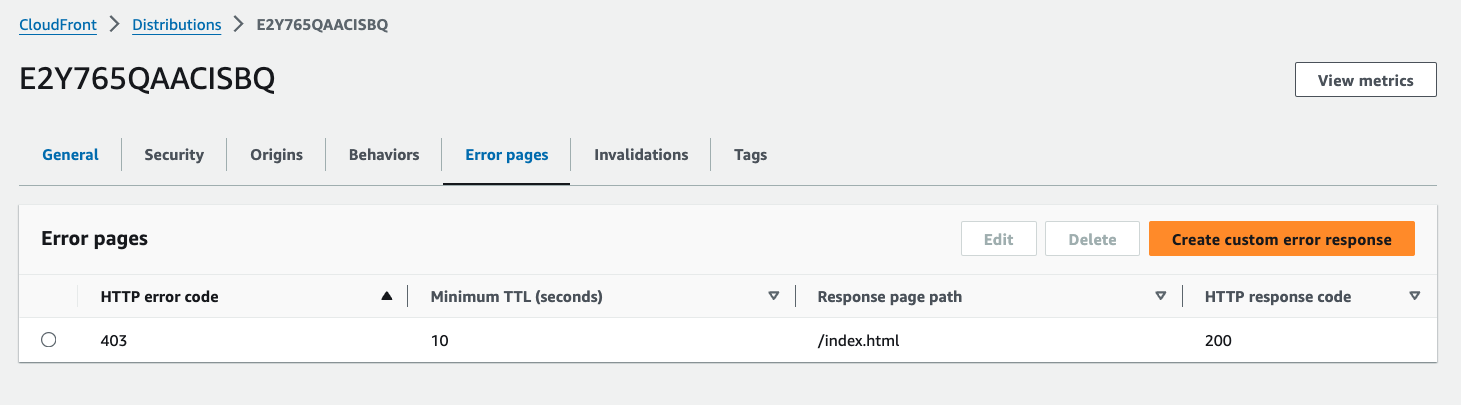 CloudFront > Distributions > E2Y765QAACISBQ
E2Y765QAACISBQ
View metrics
General Security Origins Behaviors Error pages Invalidations Tags
Error pages Edit Delete Create custom error response
HTTP error code Minimum TTL (seconds) Response page path HTTP response code
403 10 /index.html 200